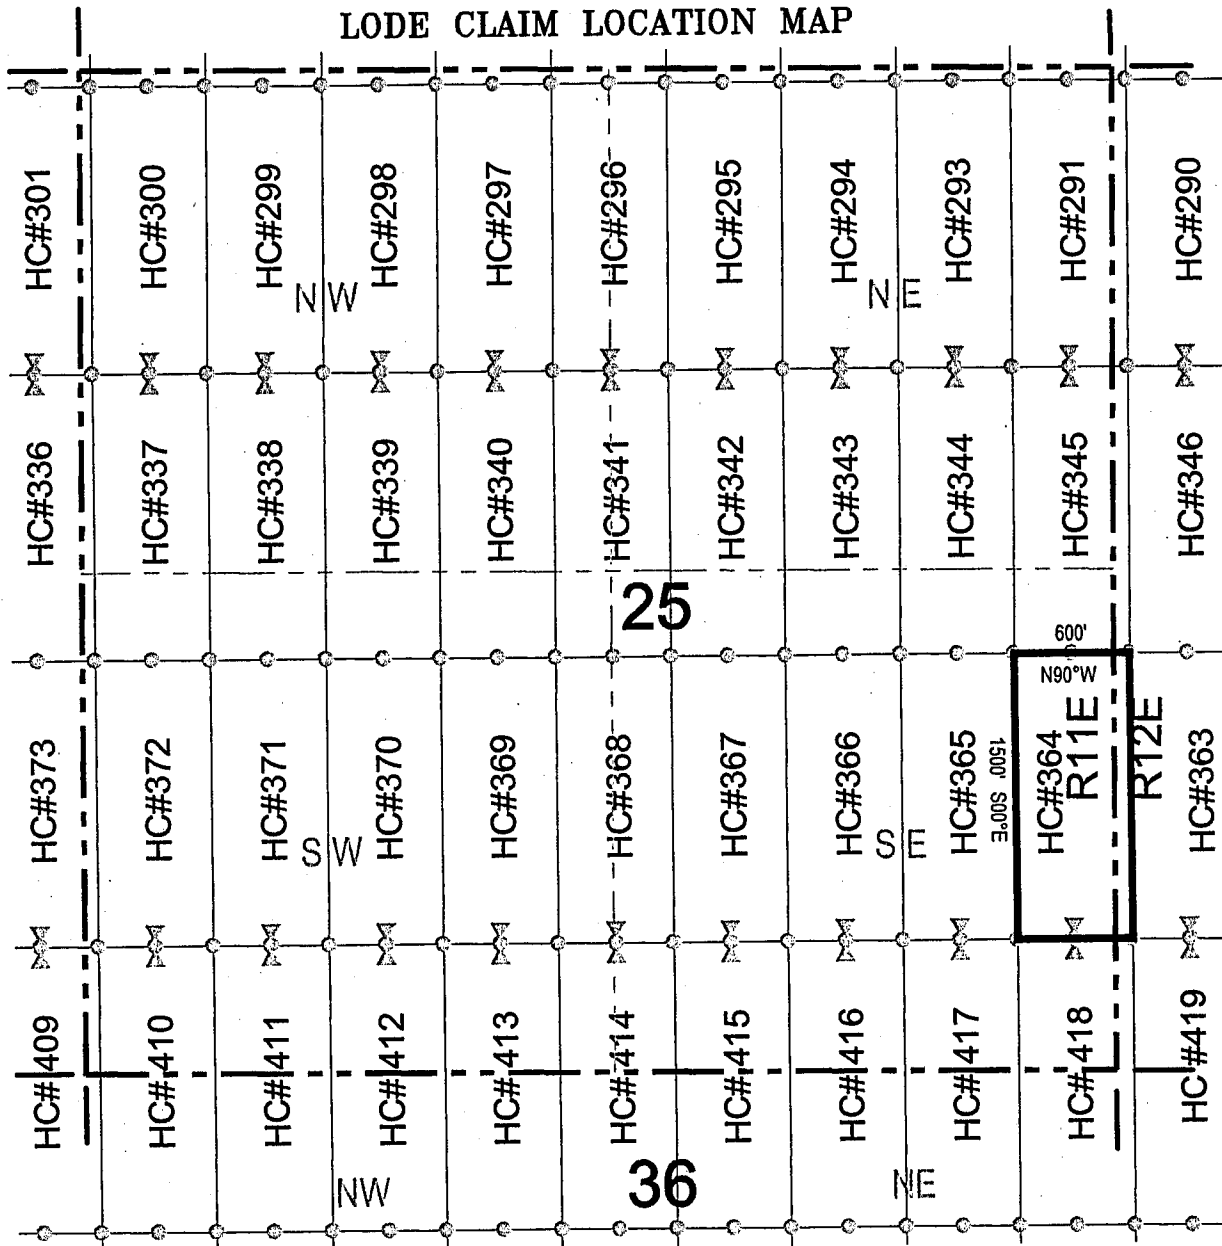 LODE CLAIM LOCATION MAP
HC#301
HC#300
HC#299
HC#298
HC#297
HC#296
HC#295
HC#294
HC#293
HC#291
HC#290
NW
NE
HC#336
HC#337
HC#338
HC#339
HC#340
HC#341
HC#342
HC#343
HC#344
HC#345
HC#346
25
600'
N90°W
HC#373
HC#372
HC#371
HC#370
HC#369
HC#368
HC#367
HC#366
HC#365
1500' S00°E
HC#364
R11E
R12E
HC#363
SW
SE
HC#409
HC#410
HC#411
HC#412
HC#413
HC#414
HC#415
HC#416
HC#417
HC#418
HC#419
36
NW
NE